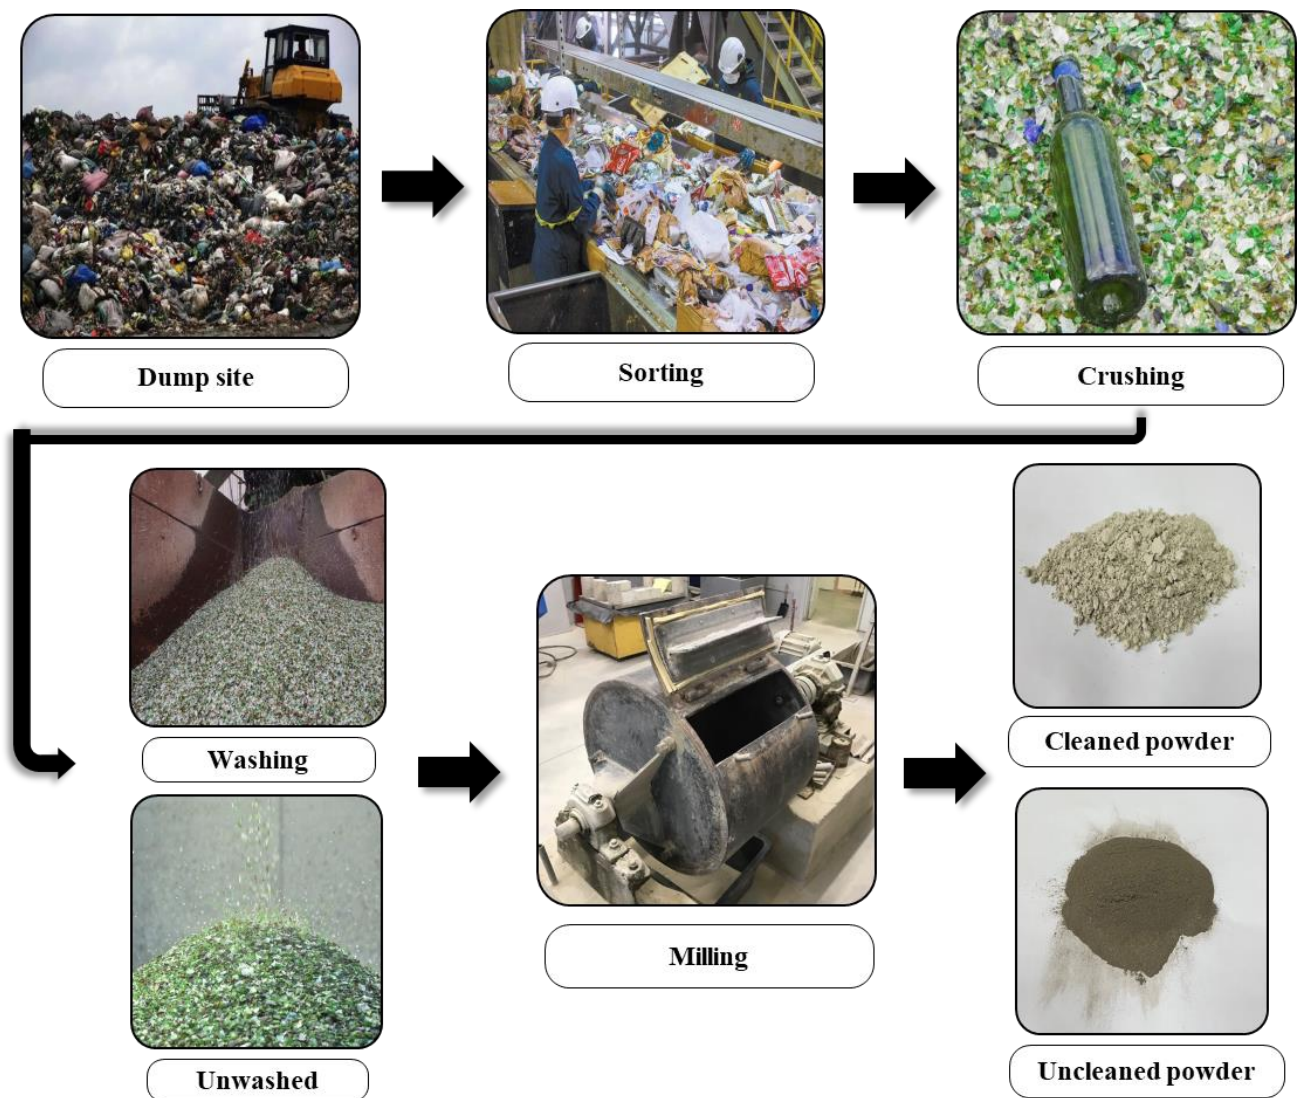 Dump site
Sorting
Crushing
Washing
Unwashed
Milling
Cleaned powder
Uncleaned powder